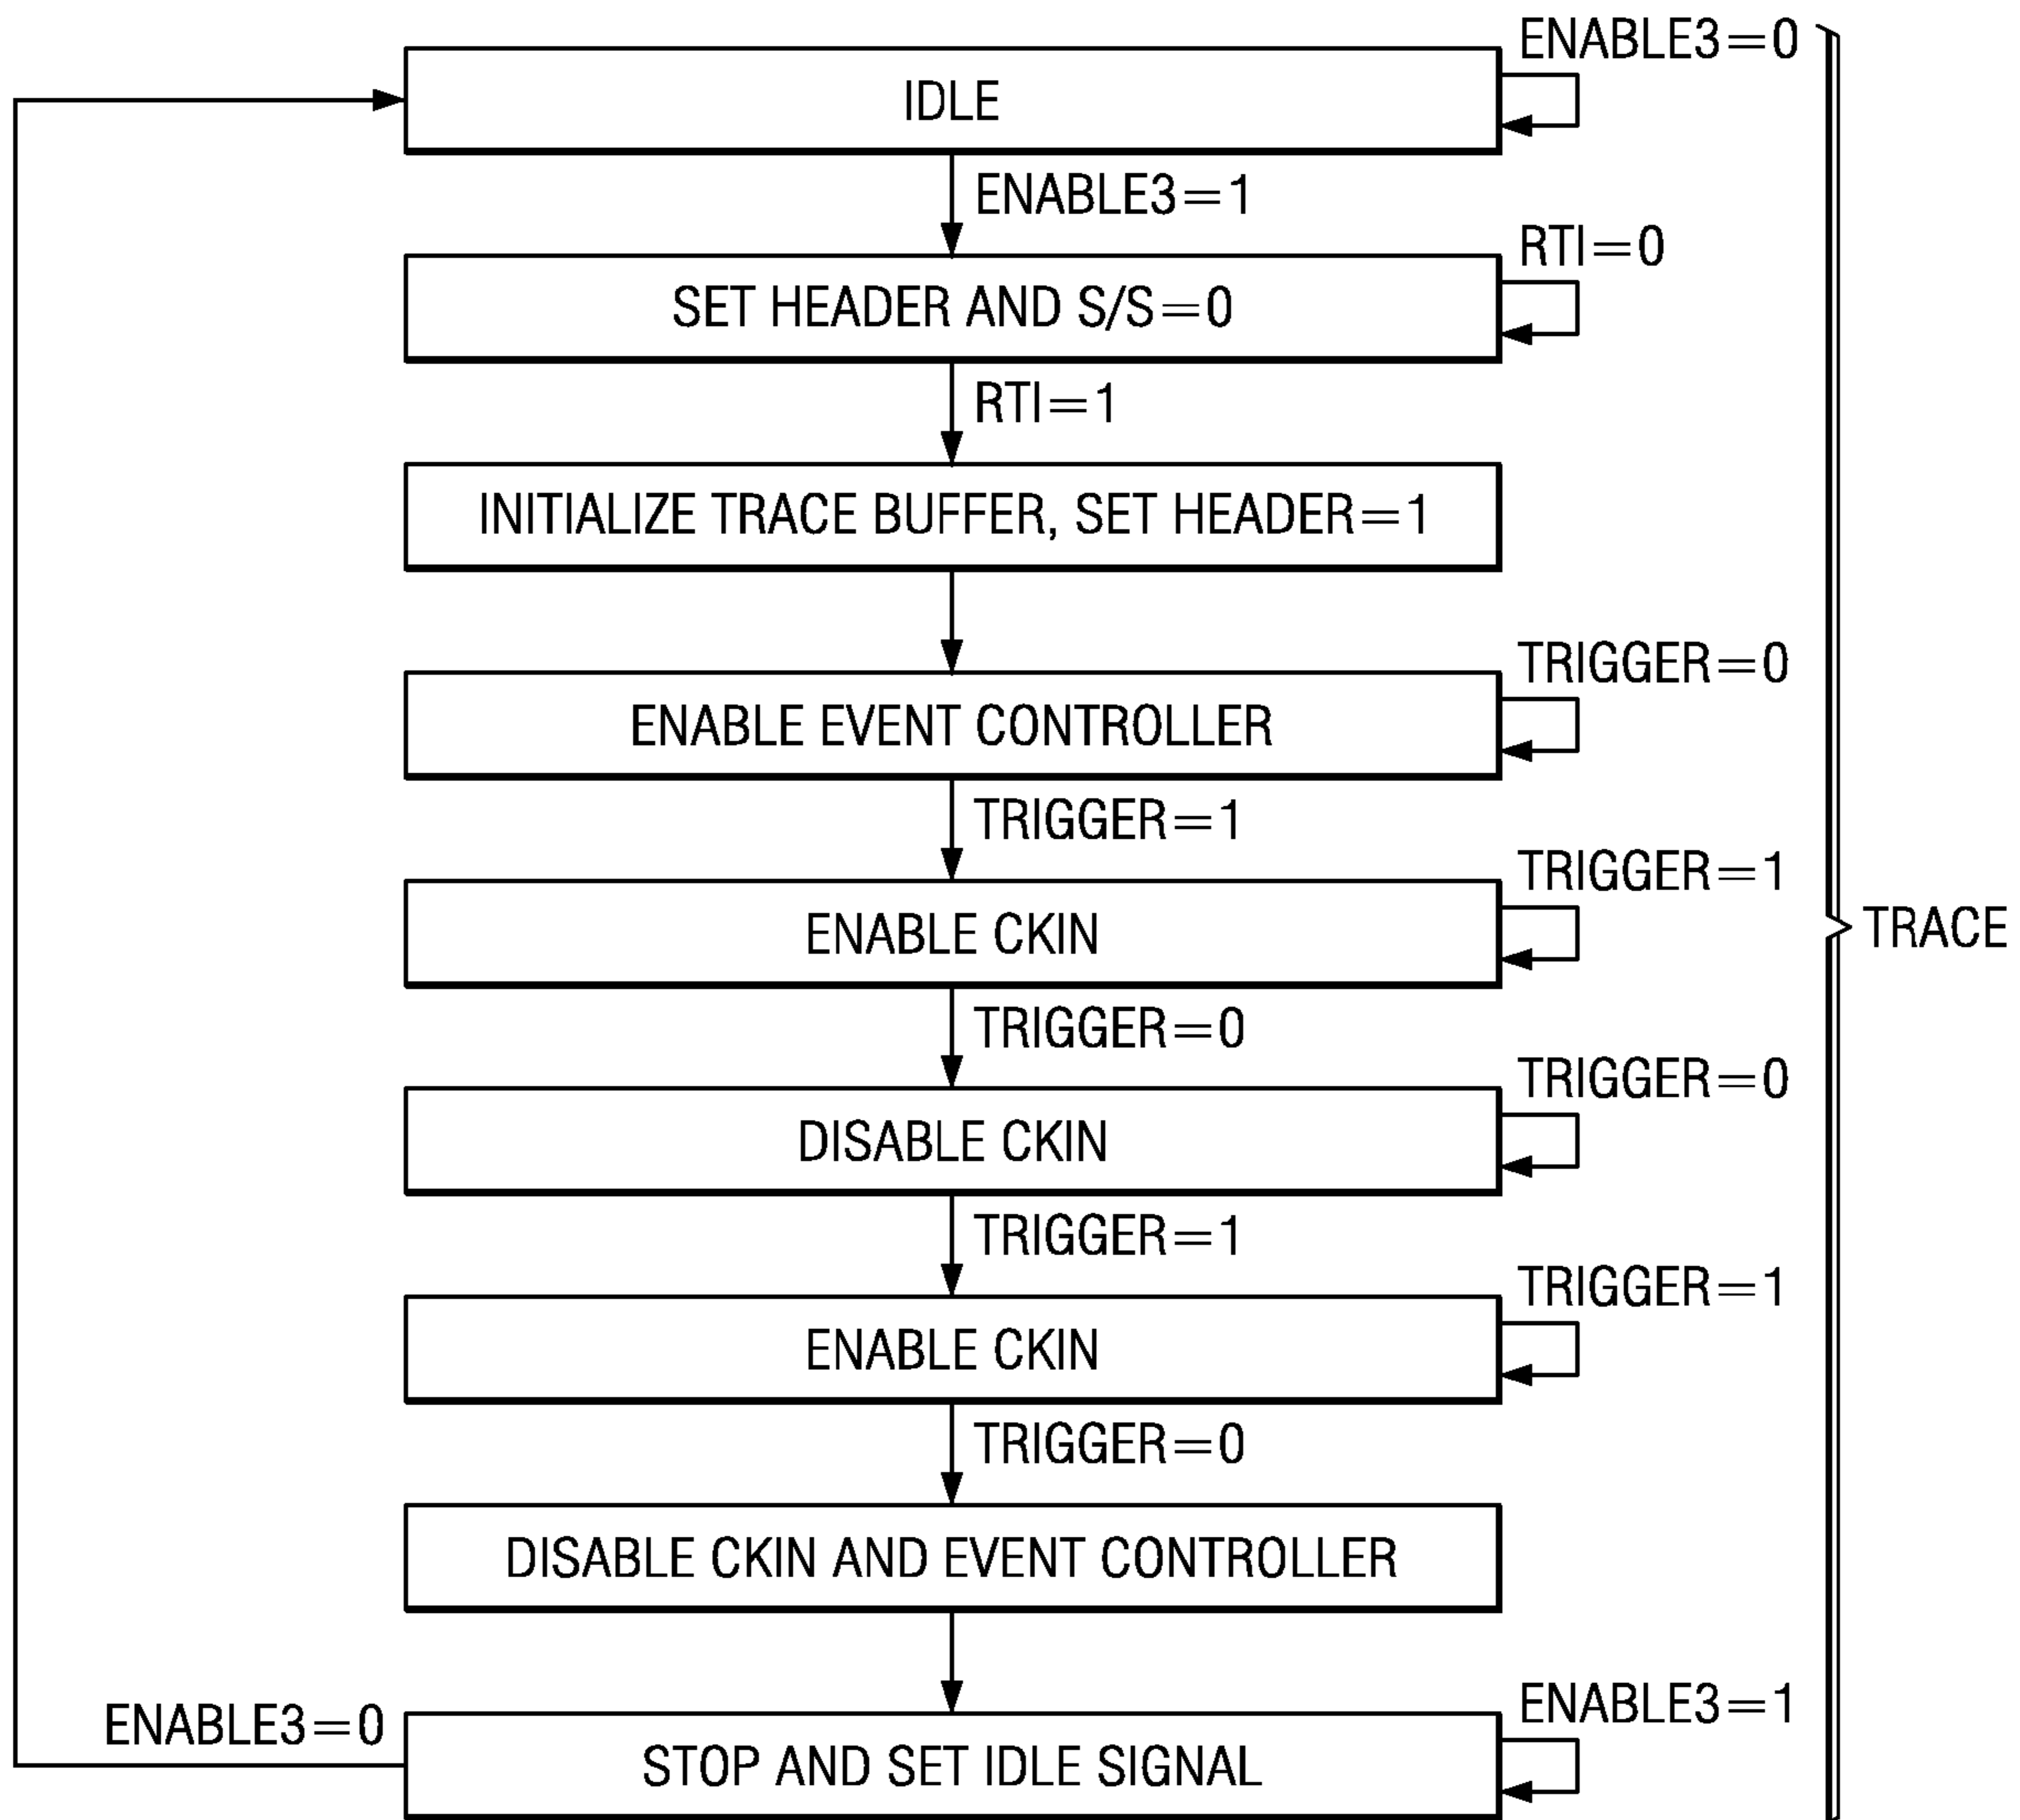 ENABLE3=0
IDLE
ENABLE3=1
RTI=0
SET HEADER AND S/S=0
RTI=1
INITIALIZE TRACE BUFFER, SET HEADER=1
TRIGGER=0
ENABLE EVENT CONTROLLER
TRIGGER=1
TRIGGER=1
ENABLE CKIN
TRACE
TRIGGER=0
TRIGGER=0
DISABLE CKIN
TRIGGER=1
TRIGGER=1
ENABLE CKIN
TRIGGER=0
DISABLE CKIN AND EVENT CONTROLLER
ENABLE3=1
ENABLE3=0
STOP AND SET IDLE SIGNAL